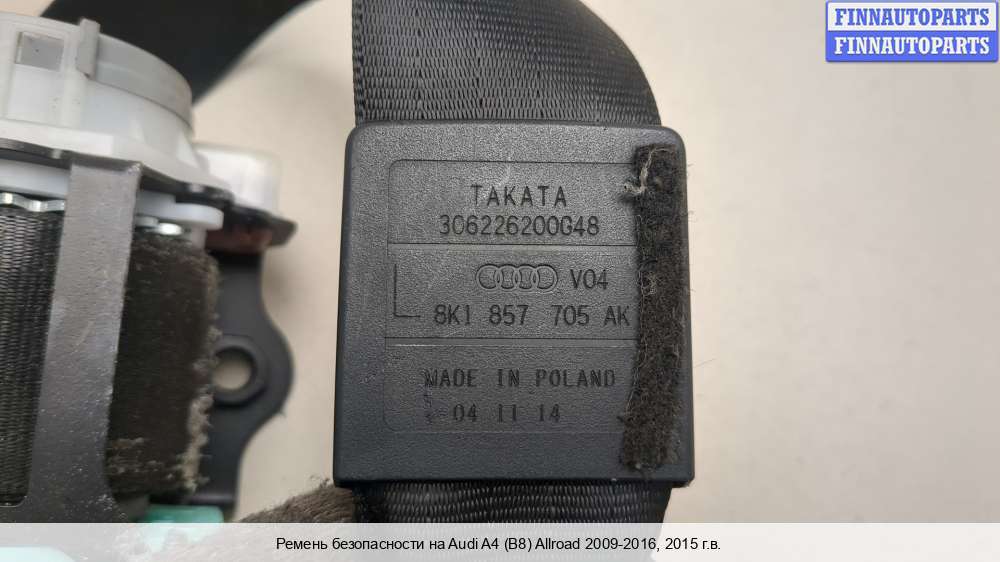 FINNAUTOPARTS
FINNAUTOPARTS
TAKATA
306226200G48
V04
8K1 857 705 AK
MADE IN POLAND
04 11 14
Ремень безопасности на Audi A4 (B8) Allroad 2009-2016, 2015 г.в.